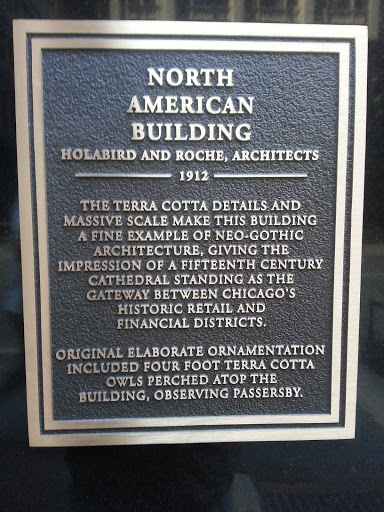 NORTH
AMERICAN
BUILDING
HOLABIRD AND ROCHE, ARCHITECTS
1912
THE TERRA COTTA DETAILS AND
MASSIVE SCALE MAKE THIS BUILDING
A FINE EXAMPLE OF NEO-GOTHIC
ARCHITECTURE, GIVING THE
IMPRESSION OF A FIFTEENTH CENTURY
CATHEDRAL STANDING AS THE
GATEWAY BETWEEN CHICAGO'S
HISTORIC RETAIL AND
FINANCIAL DISTRICTS.
ORIGINAL ELABORATE ORNAMENTATION
INCLUDED FOUR FOOT TERRA COTTA
OWLS PERCHED ATOP THE
BUILDING, OBSERVING PASSERSBY.